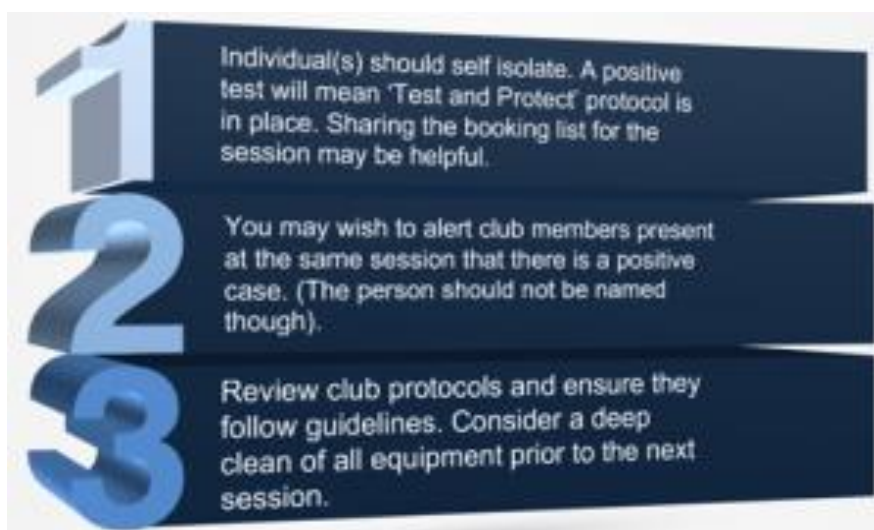 1
Individual(s) should self isolate. A positive
test will mean 'Test and Protect' protocol is
in place. Sharing the booking list for the
session may be helpful.
2
You may wish to alert club members present
at the same session that there is a positive
case. (The person should not be named
though).
3
Review club protocols and ensure they
follow guidelines. Consider a deep
clean of all equipment prior to the next
session.